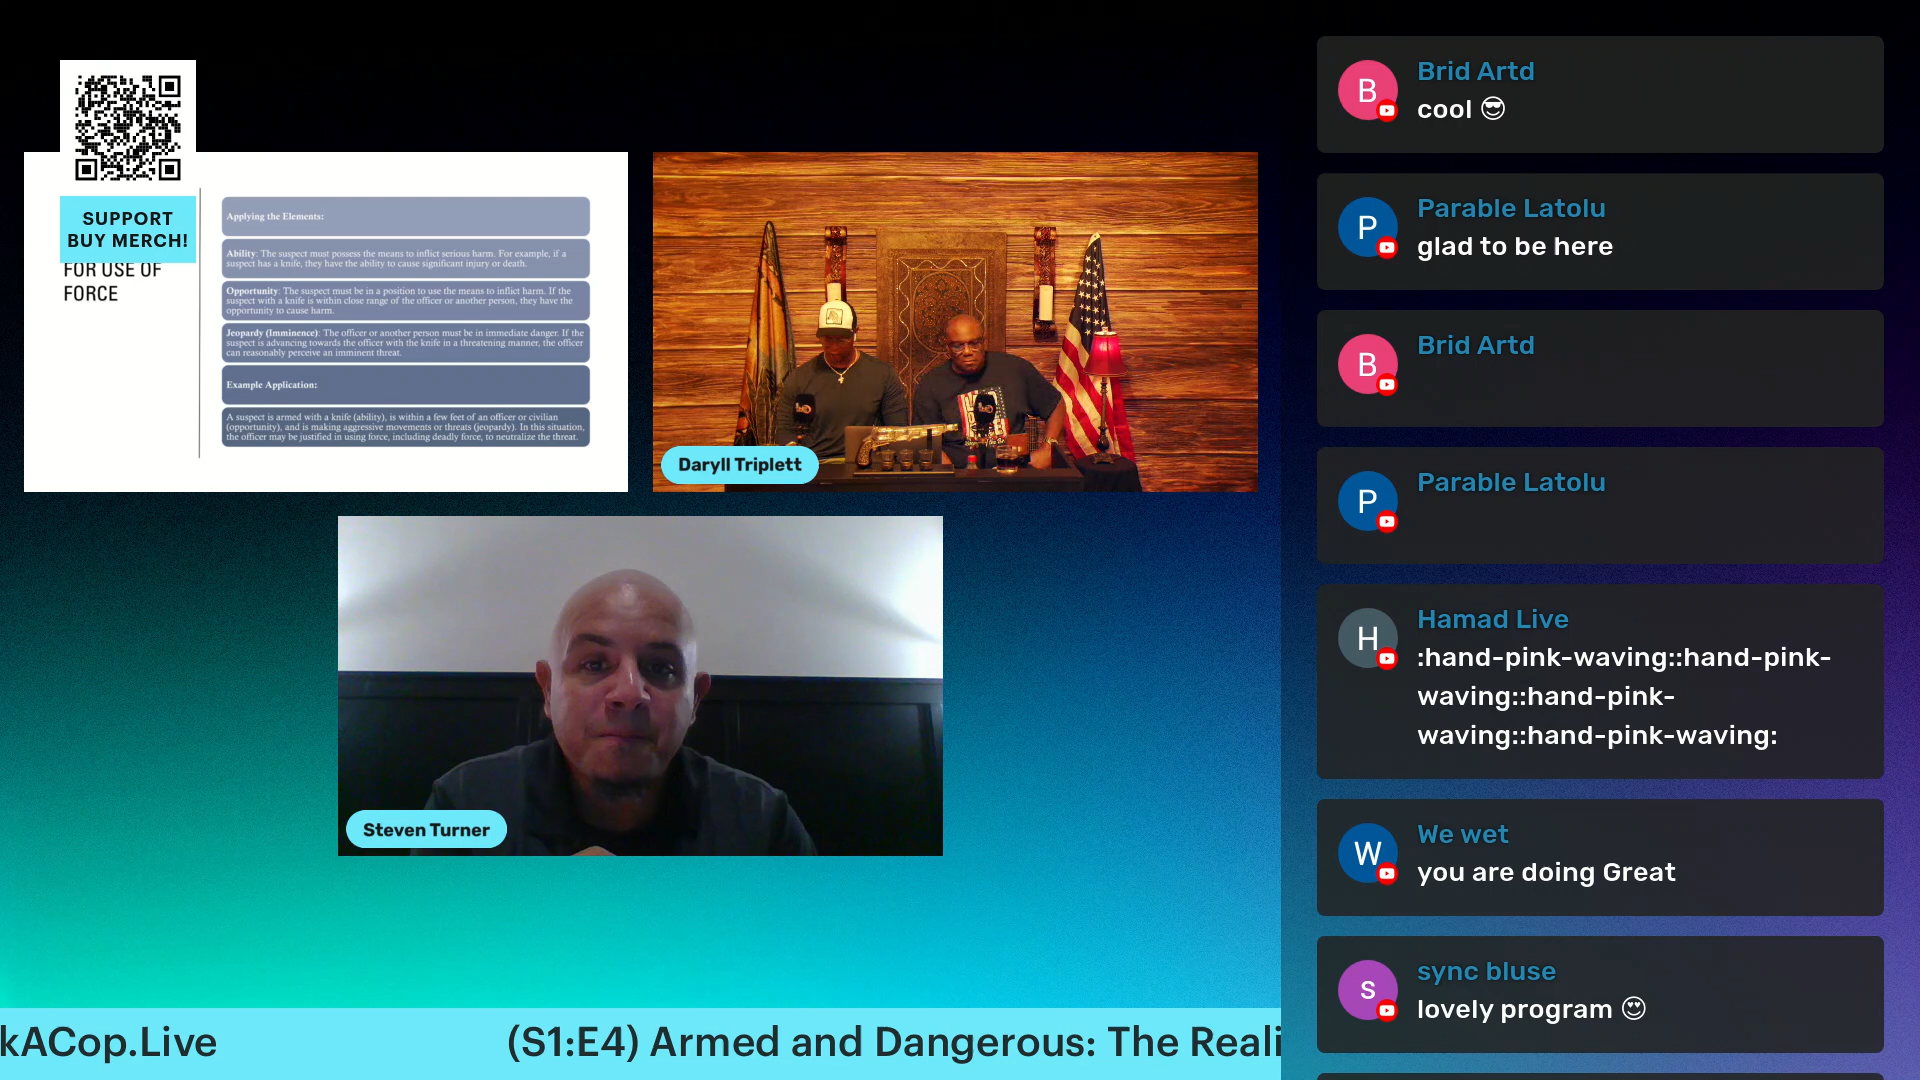 SUPPORT
BUY MERCH!
FOR USE OF
FORCE
Applying the Elements:
Ability: The suspect must possess the means to inflict serious harm. For example, if a
suspect has a knife, they have the ability to cause significant injury or death.
Opportunity: The suspect must be in a position to use the means to inflict harm. If the
suspect with a knife is within close range of the officer or another person, they have the
opportunity to cause harm.
Jeopardy (Imminence): The officer or another person must be in immediate danger. If the
suspect is advancing towards the officer with the knife in a threatening manner, the officer
can reasonably perceive an imminent threat.
Example Application:
A suspect is armed with a knife (ability), is within a few feet of an officer or civilian
(opportunity), and is making aggressive movements or threats (jeopardy). In this situation,
the officer may be justified in using force, including deadly force, to neutralize the threat.
Daryll Triplett
Steven Turner
kACop.Live
(S1:E4) Armed and Dangerous: The Reali
B
Brid Artd
cool 😎
P
Parable Latolu
glad to be here
B
Brid Artd
P
Parable Latolu
H
Hamad Live
:hand-pink-waving::hand-pink-
waving::hand-pink-
waving::hand-pink-waving:
W
We wet
you are doing Great
s
sync bluse
lovely program 😍